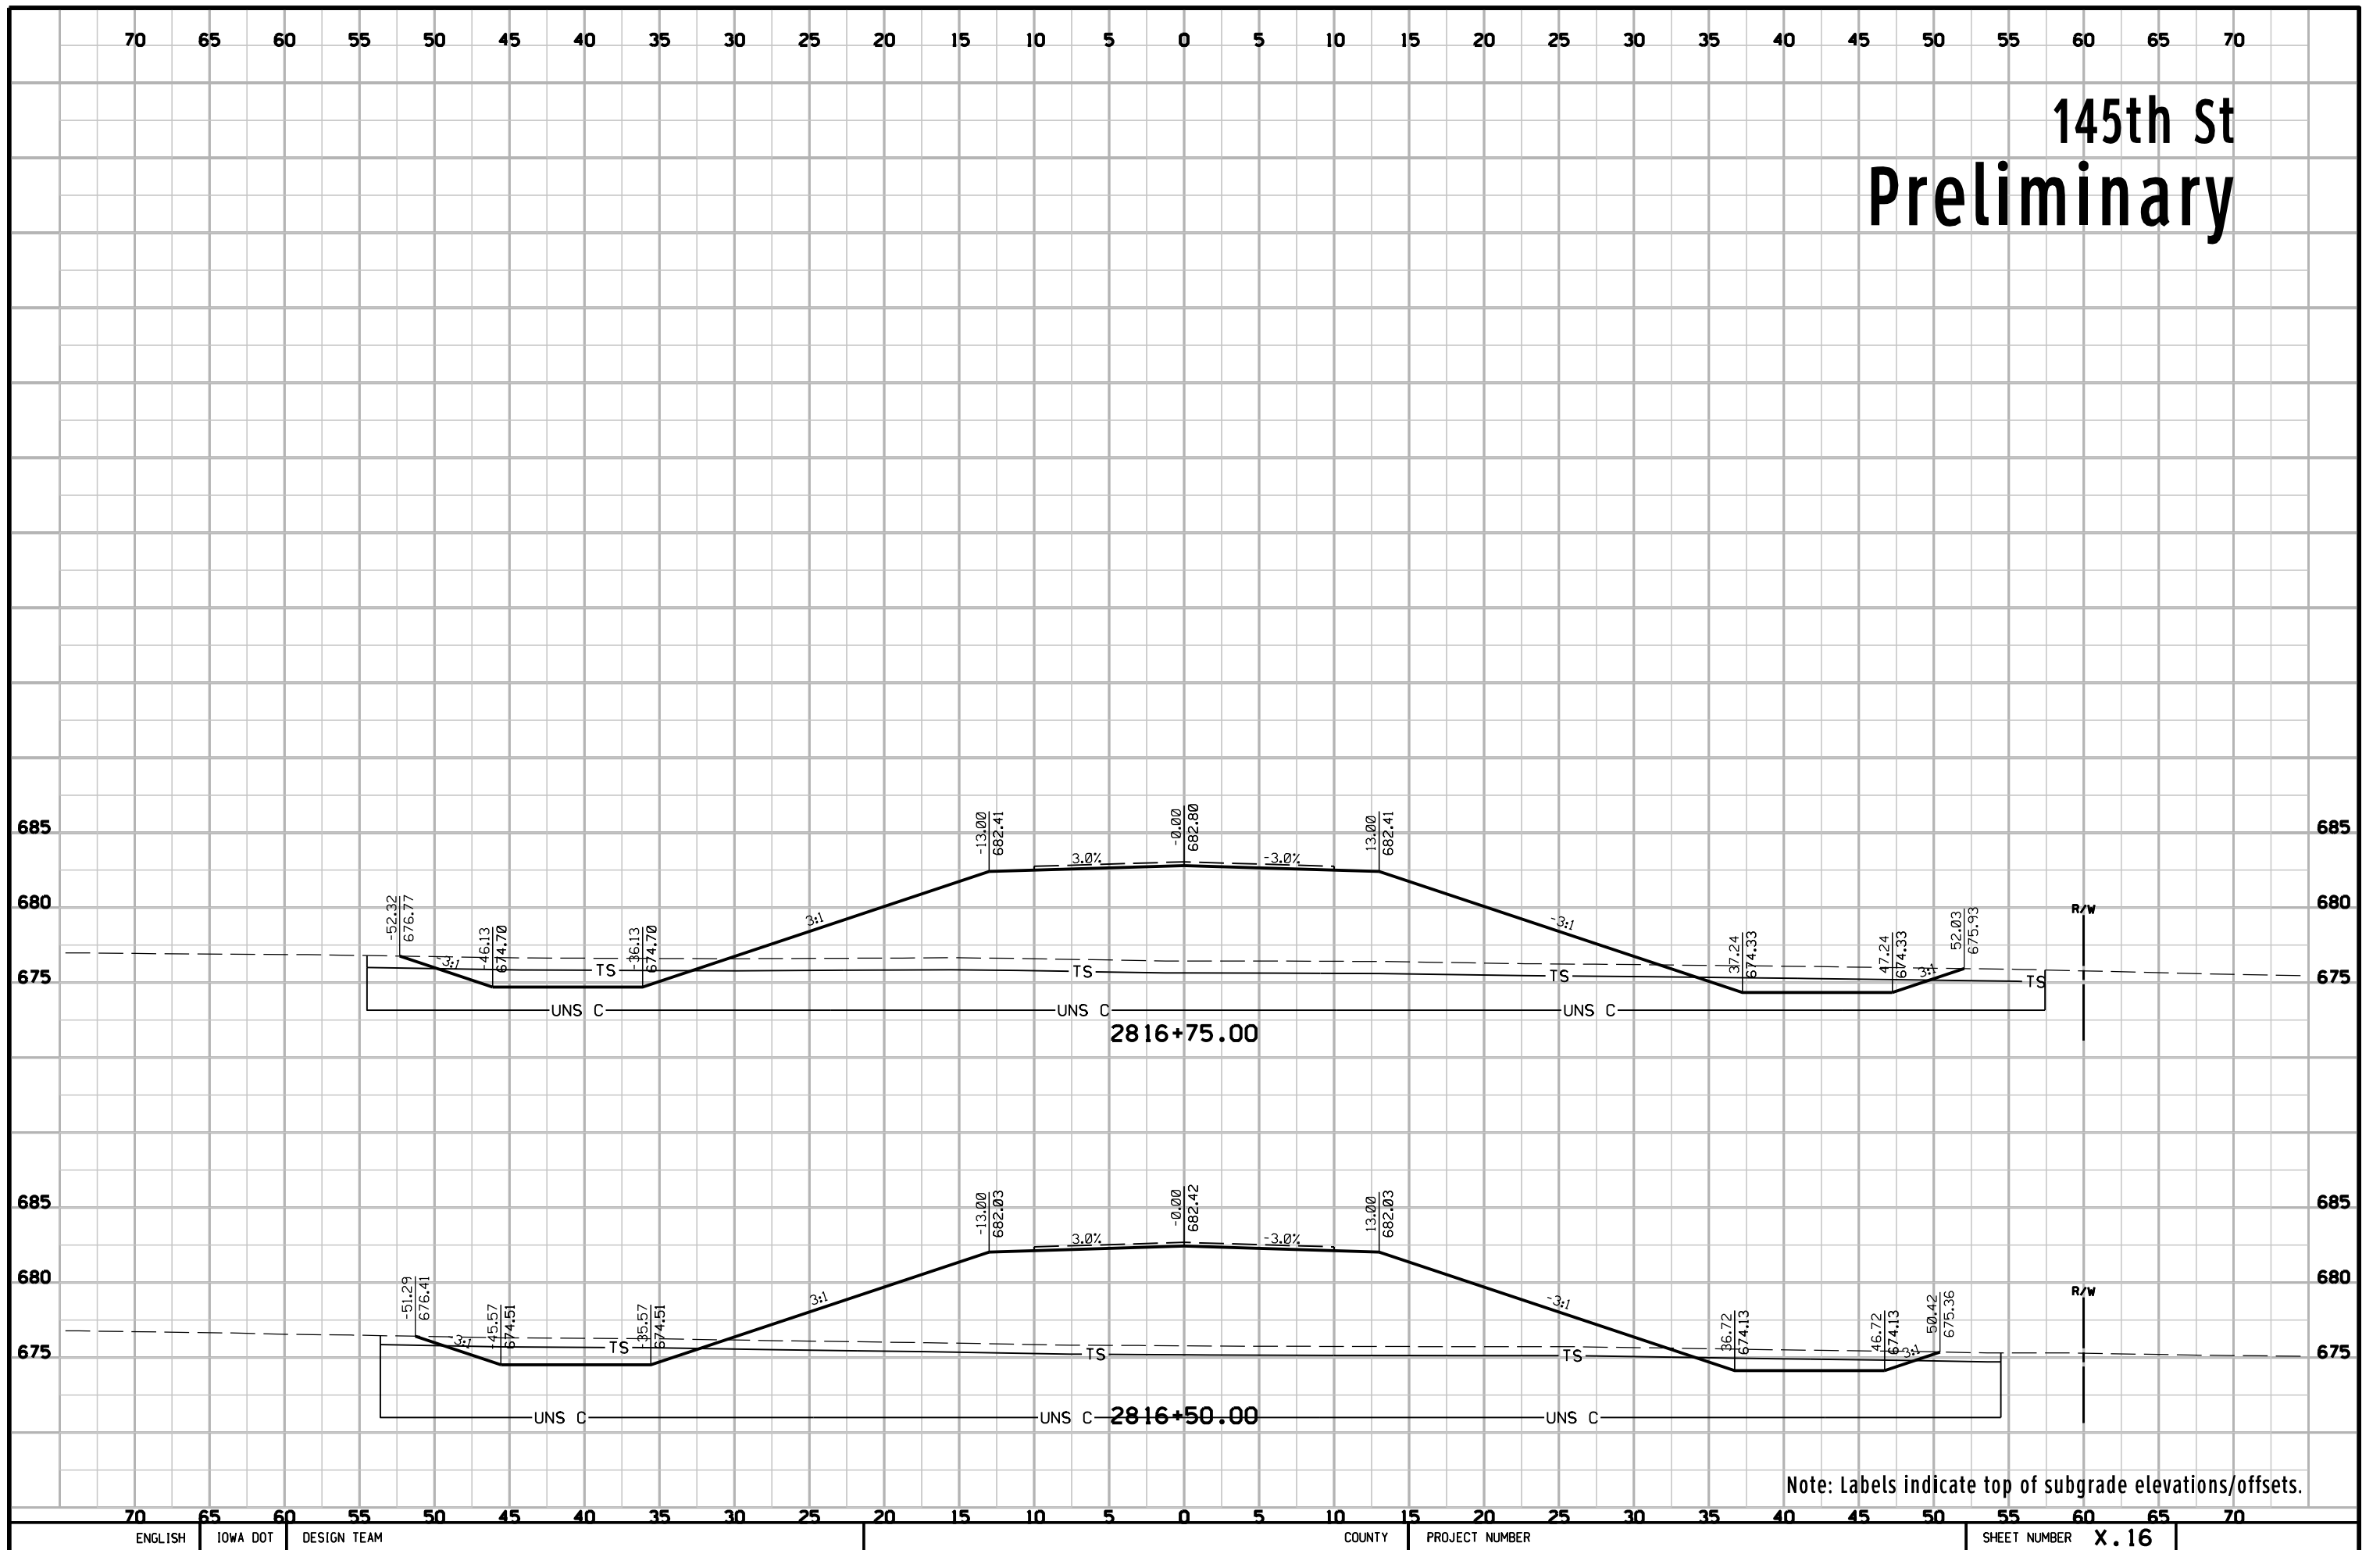 70 65 60 55 50 45 40 35 30 25 20 15 10 5 0 5 10 15 20 25 30 35 40 45 50 55 60 65 70
145th St
Preliminary
685 685
-13.00 682.41 -0.00 682.80 13.00 682.41
3.0% -3.0%
680 680
-52.32 676.77 -46.13 674.70 -36.13 674.70 3:1 -3:1 37.24 674.33 47.24 674.33 52.03 675.93 R/W
-3:1 3:1
675 TS TS TS TS 675
UNS C UNS C UNS C
2816+75.00
685 685
-13.00 682.03 -0.00 682.42 13.00 682.03
3.0% -3.0%
680 680
-51.29 676.41 -45.57 674.51 -35.57 674.51 3:1 -3:1 36.72 674.13 46.72 674.13 50.42 675.36 R/W
-3:1 3:1
675 TS TS TS 675
UNS C UNS C 2816+50.00 UNS C
Note: Labels indicate top of subgrade elevations/offsets.
70 65 60 55 50 45 40 35 30 25 20 15 10 5 0 5 10 15 20 25 30 35 40 45 50 55 60 65 70
ENGLISH IOWA DOT DESIGN TEAM COUNTY PROJECT NUMBER SHEET NUMBER X.16